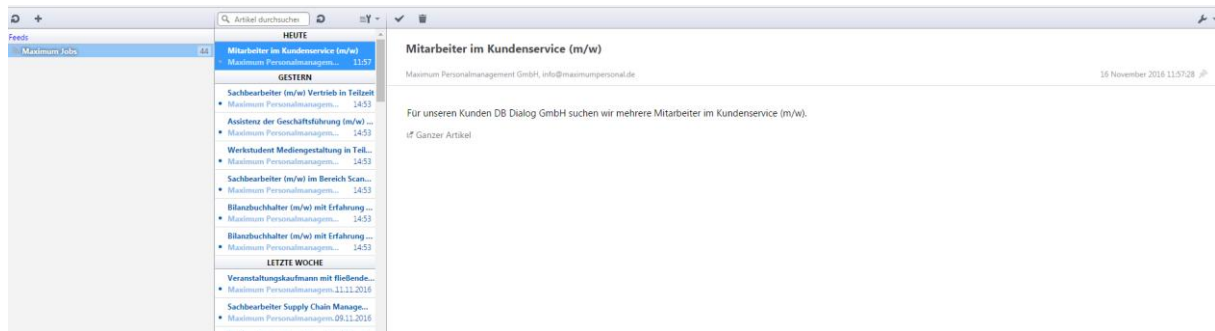 Artikel durchsuchen
Feeds
Maximum Jobs 44
HEUTE
Mitarbeiter im Kundenservice (m/w)
Maximum Personalmanagem... 11:57
GESTERN
Sachbearbeiter (m/w) Vertrieb in Teilzeit
Maximum Personalmanagem... 14:53
Assistenz der Geschäftsführung (m/w) ...
Maximum Personalmanagem... 14:53
Werkstudent Mediengestaltung in Teil...
Maximum Personalmanagem... 14:53
Sachbearbeiter (m/w) im Bereich Scan...
Maximum Personalmanagem... 14:53
Bilanzbuchhalter (m/w) mit Erfahrung ...
Maximum Personalmanagem... 14:53
Bilanzbuchhalter (m/w) mit Erfahrung ...
Maximum Personalmanagem... 14:53
LETZTE WOCHE
Veranstaltungskaufmann mit fließende...
Maximum Personalmanagem...11.11.2016
Sachbearbeiter Supply Chain Manage...
Maximum Personalmanagem...09.11.2016
Mitarbeiter im Kundenservice (m/w)
Maximum Personalmanagement GmbH, info@maximumpersonal.de 16 November 2016 11:57:28
Für unseren Kunden DB Dialog GmbH suchen wir mehrere Mitarbeiter im Kundenservice (m/w).
Ganzer Artikel